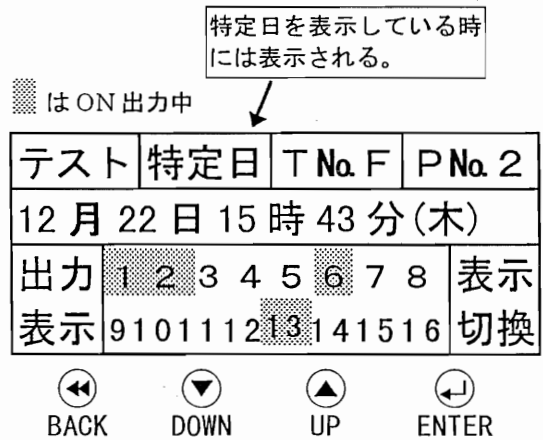 特定日を表示している時
には表示される。
は ON 出力中
テスト 特定日 T No. F P No. 2
12 月 22 日 15 時 43 分 (木)
出力 1 2 3 4 5 6 7 8 表示
表示 9 10 11 12 13 14 15 16 切換
BACK DOWN UP ENTER